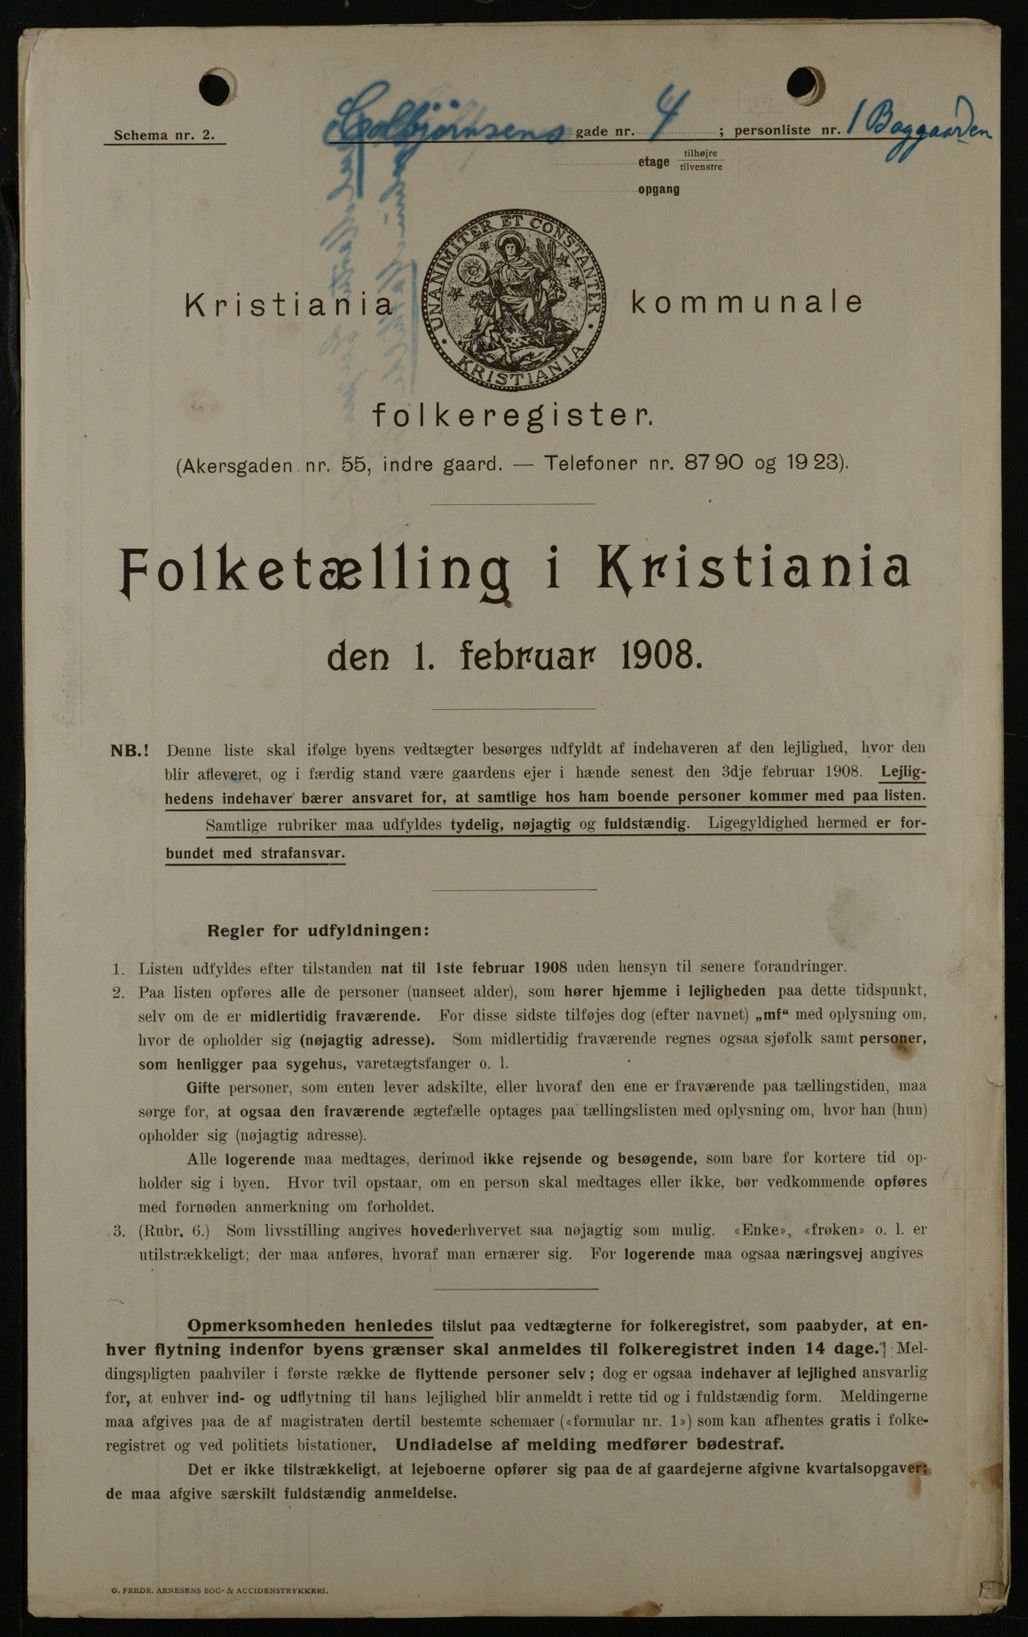 Schema nr. 2.
Colbjørnsens gade nr. 4 ; personliste nr. 1 Baggaarden
etage tilhøjre
tilvenstre
opgang
UNANIMITER ET CONSTANTER
KRISTIANIA
Kristiania kommunale
folkeregister.
(Akersgaden nr. 55, indre gaard. — Telefoner nr. 87 90 og 19 23).
Folketælling i Kristiania
den 1. februar 1908.
NB.! Denne liste skal ifølge byens vedtægter besørges udfyldt af indehaveren af den lejlighed, hvor den
blir afleveret, og i færdig stand være gaardens ejer i hænde senest den 3dje februar 1908. Lejlig-
hedens indehaver bærer ansvaret for, at samtlige hos ham boende personer kommer med paa listen.
Samtlige rubriker maa udfyldes tydelig, nøjagtig og fuldstændig. Ligegyldighed hermed er for-
bundet med strafansvar.
Regler for udfyldningen:
1. Listen udfyldes efter tilstanden nat til 1ste februar 1908 uden hensyn til senere forandringer.
2. Paa listen opføres alle de personer (uanseet alder), som hører hjemme i lejligheden paa dette tidspunkt,
selv om de er midlertidig fraværende. For disse sidste tilføjes dog (efter navnet) „mf“ med oplysning om,
hvor de opholder sig (nøjagtig adresse). Som midlertidig fraværende regnes ogsaa sjøfolk samt personer,
som henligger paa sygehus, varetægtsfanger o. l.
Gifte personer, som enten lever adskilte, eller hvoraf den ene er fraværende paa tællingstiden, maa
sørge for, at ogsaa den fraværende ægtefælle optages paa tællingslisten med oplysning om, hvor han (hun)
opholder sig (nøjagtig adresse).
Alle logerende maa medtages, derimod ikke rejsende og besøgende, som bare for kortere tid op-
holder sig i byen. Hvor tvil opstaar, om en person skal medtages eller ikke, bør vedkommende opføres
med fornøden anmerkning om forholdet.
3. (Rubr. 6.) Som livsstilling angives hovederhvervet saa nøjagtig som mulig. «Enke», «frøken» o. l. er
utilstrækkeligt; der maa anføres, hvoraf man ernærer sig. For logerende maa ogsaa næringsvej angives
Opmerksomheden henledes tilslut paa vedtægterne for folkeregistret, som paabyder, at en-
hver flytning indenfor byens grænser skal anmeldes til folkeregistret inden 14 dage. Mel-
dingspligten paahviler i første række de flyttende personer selv; dog er ogsaa indehaver af lejlighed ansvarlig
for, at enhver ind- og udflytning til hans lejlighed blir anmeldt i rette tid og i fuldstændig form. Meldingerne
maa afgives paa de af magistraten dertil bestemte schemaer («formular nr. 1») som kan afhentes gratis i folke-
registret og ved politiets bistationer. Undladelse af melding medfører bødestraf.
Det er ikke tilstrækkeligt, at lejeboerne opfører sig paa de af gaardejerne afgivne kvartalsopgaver;
de maa afgive særskilt fuldstændig anmeldelse.
O. FREDR. ARNESENS BOG- & ACCIDENSTRYKKERI.